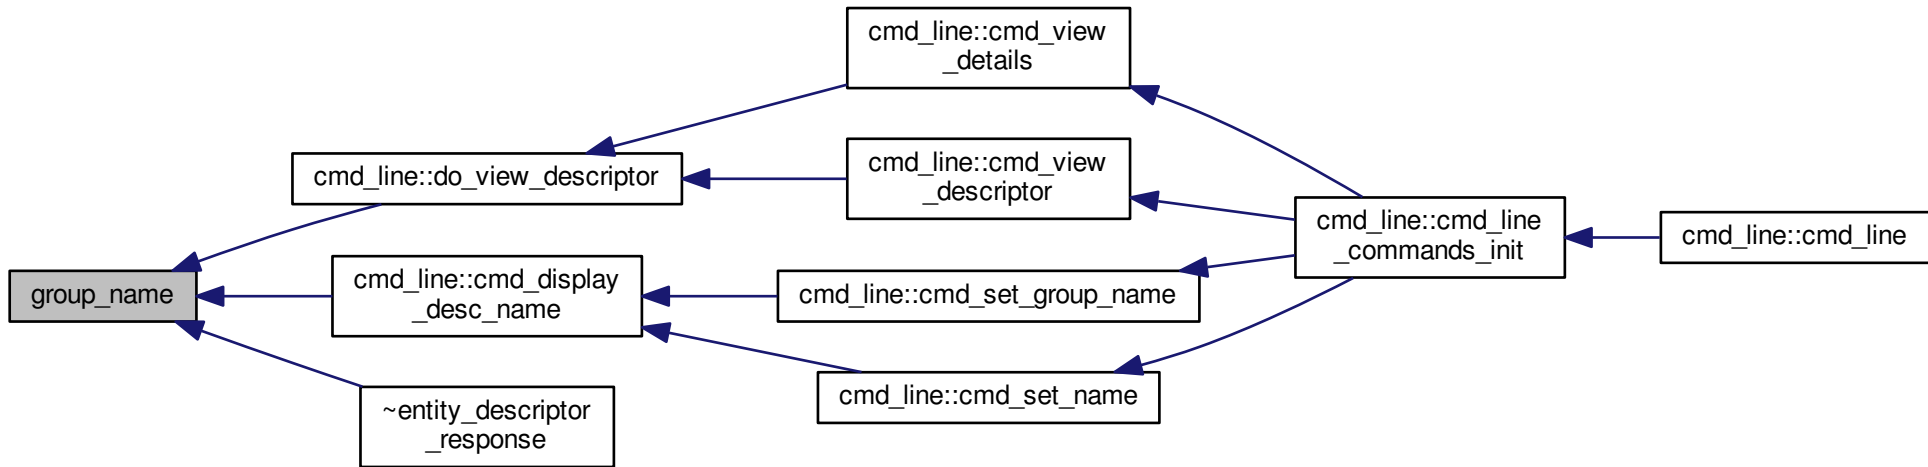 cmd_line::cmd_view
_details
cmd_line::do_view_descriptor
cmd_line::cmd_view
_descriptor
cmd_line::cmd_line
_commands_init
cmd_line::cmd_line
group_name
cmd_line::cmd_display
_desc_name
cmd_line::cmd_set_group_name
cmd_line::cmd_set_name
~entity_descriptor
_response